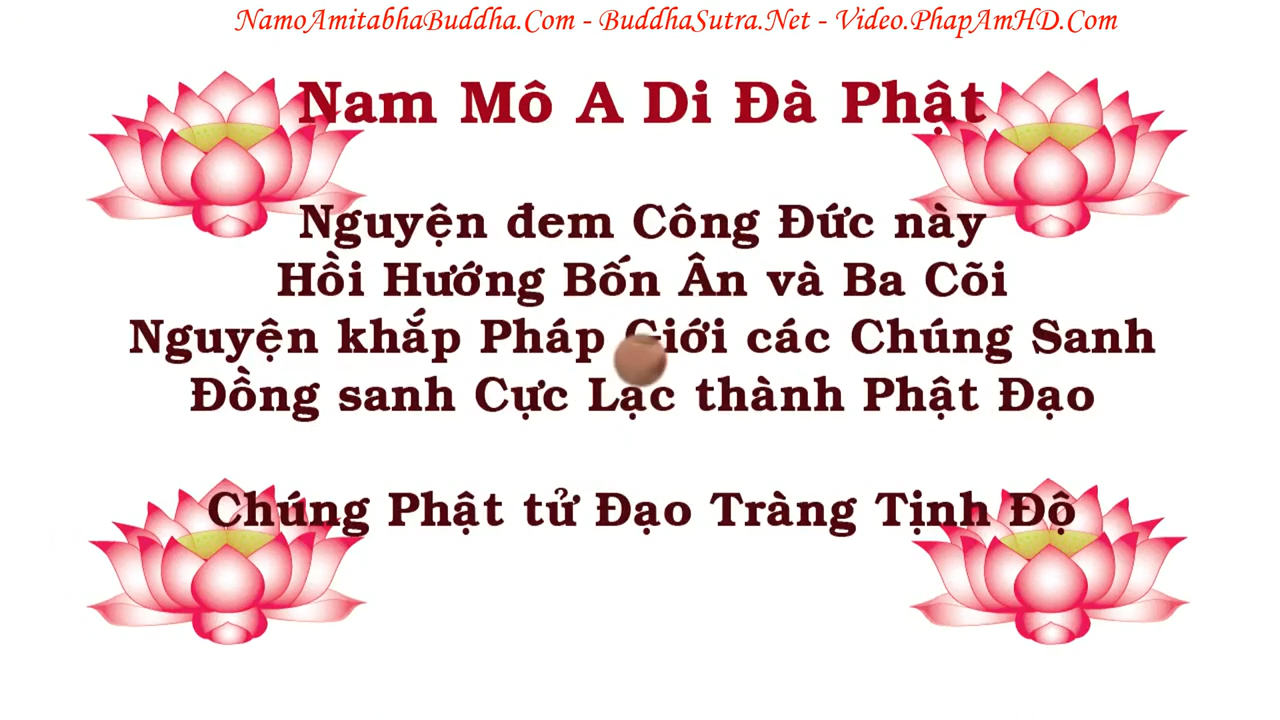 NamoAmitabhaBuddha.Com - BuddhaSutra.Net - Video.PhapAmHD.Com
Nam Mô A Di Đà Phật
Nguyện đem Công Đức này
Hồi Hướng Bốn Ân và Ba Cõi
Nguyện khắp Pháp Giới các Chúng Sanh
Đồng sanh Cực Lạc thành Phật Đạo
Chúng Phật tử Đạo Tràng Tịnh Độ